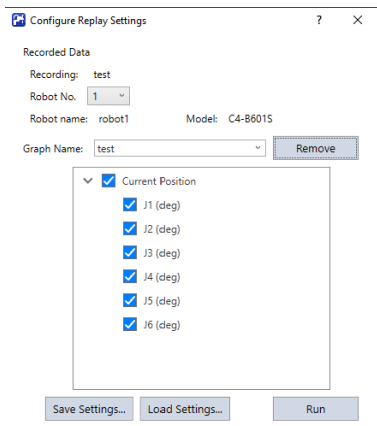 Configure Replay Settings ?
Recorded Data
Recording: test
Robot No. 1
Robot name: robot1 Model: C4-B601S
Graph Name: test Remove
Current Position
J1 (deg)
J2 (deg)
J3 (deg)
J4 (deg)
J5 (deg)
J6 (deg)
Save Settings... Load Settings... Run